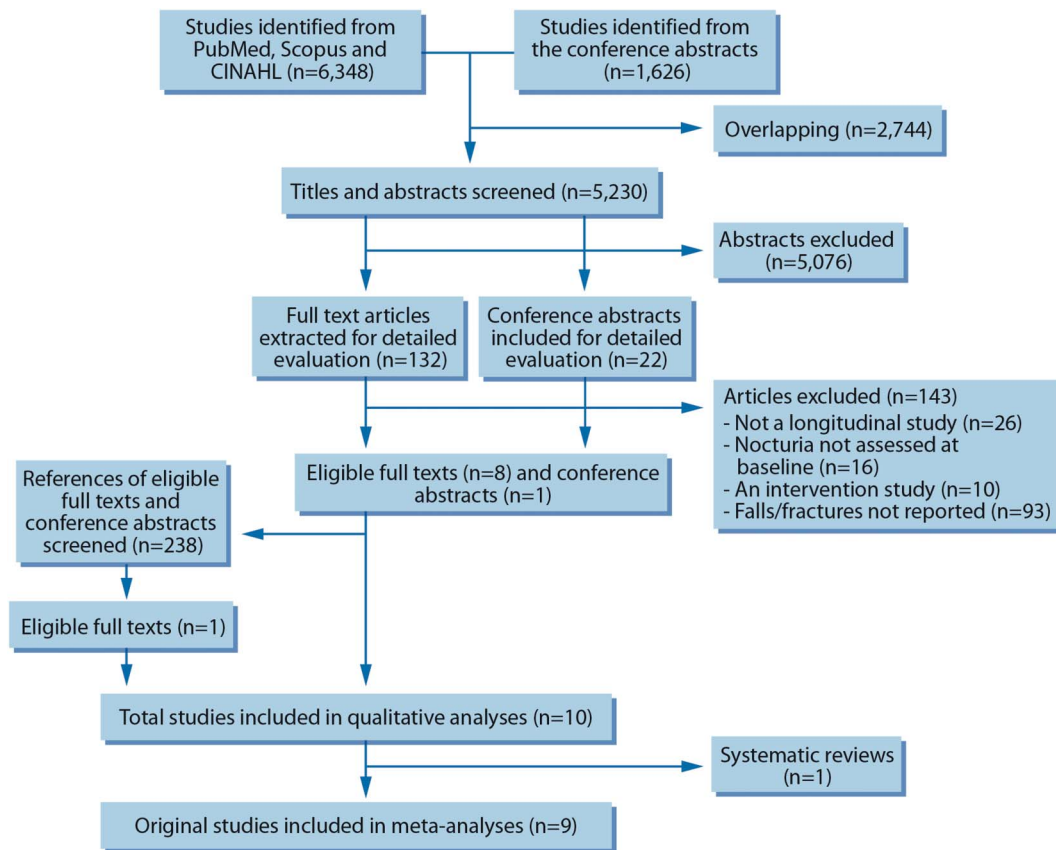 Studies identified from
PubMed, Scopus and
CINAHL (n=6,348)
Studies identified from
the conference abstracts
(n=1,626)
Overlapping (n=2,744)
Titles and abstracts screened (n=5,230)
Abstracts excluded
(n=5,076)
Full text articles
extracted for detailed
evaluation (n=132)
Conference abstracts
included for detailed
evaluation (n=22)
Articles excluded (n=143)
- Not a longitudinal study (n=26)
- Nocturia not assessed at
baseline (n=16)
- An intervention study (n=10)
- Falls/fractures not reported (n=93)
Eligible full texts (n=8) and conference
abstracts (n=1)
References of eligible
full texts and
conference abstracts
screened (n=238)
Eligible full texts (n=1)
Total studies included in qualitative analyses (n=10)
Systematic reviews
(n=1)
Original studies included in meta-analyses (n=9)